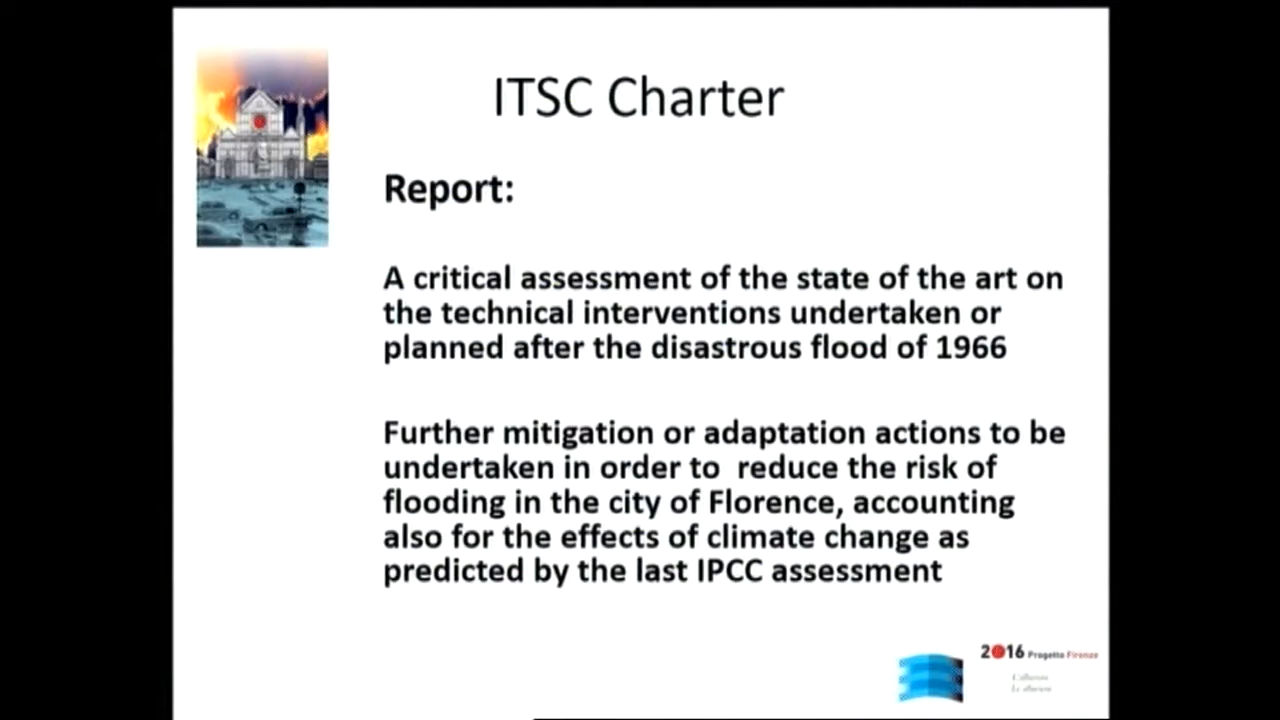 ITSC Charter
Report:
A critical assessment of the state of the art on
the technical interventions undertaken or
planned after the disastrous flood of 1966
Further mitigation or adaptation actions to be
undertaken in order to  reduce the risk of
flooding in the city of Florence, accounting
also for the effects of climate change as
predicted by the last IPCC assessment
2016 Progetto Firenze